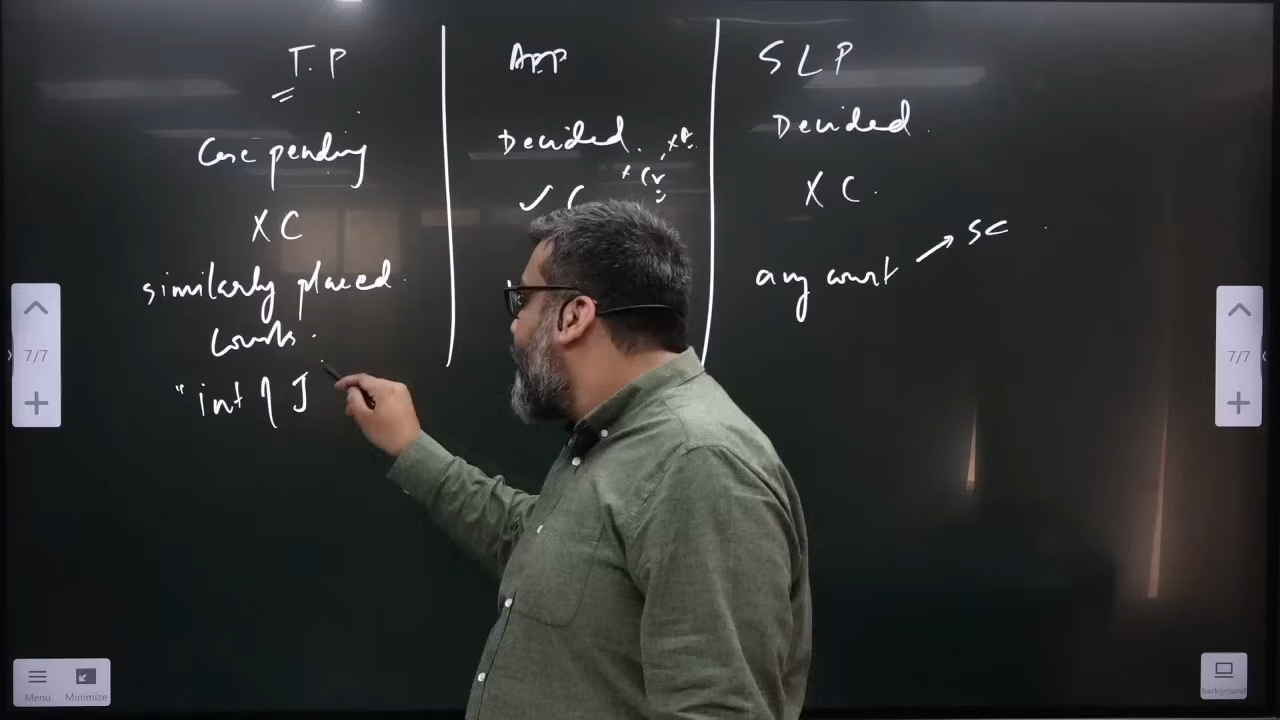 T.P
Case pending
X C
similarly placed
courts.
"int of J
APP
Decided.
✓ C
SLP
Decided.
X C.
any court → SC
7/7
7/7
Menu
Minimize
Background